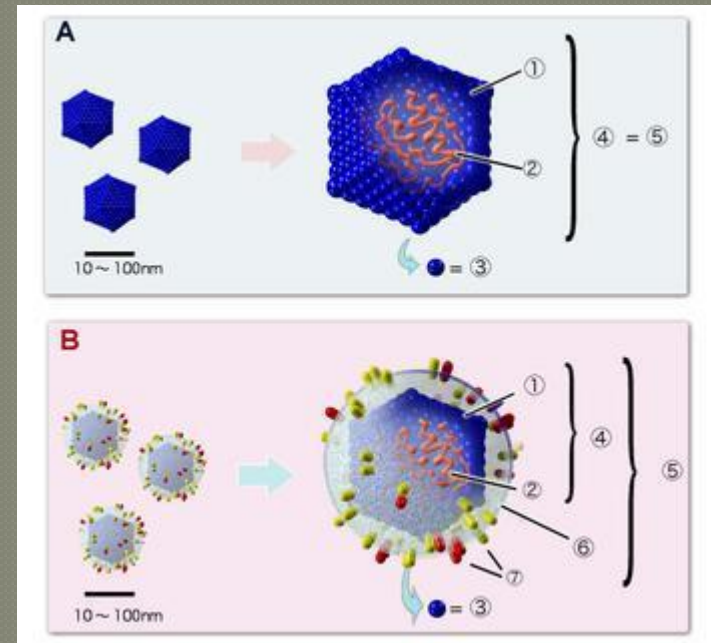 A
①
②
④ = ⑤
= ③
10～100nm
B
①
②
④
⑤
⑥
⑦
= ③
10～100nm